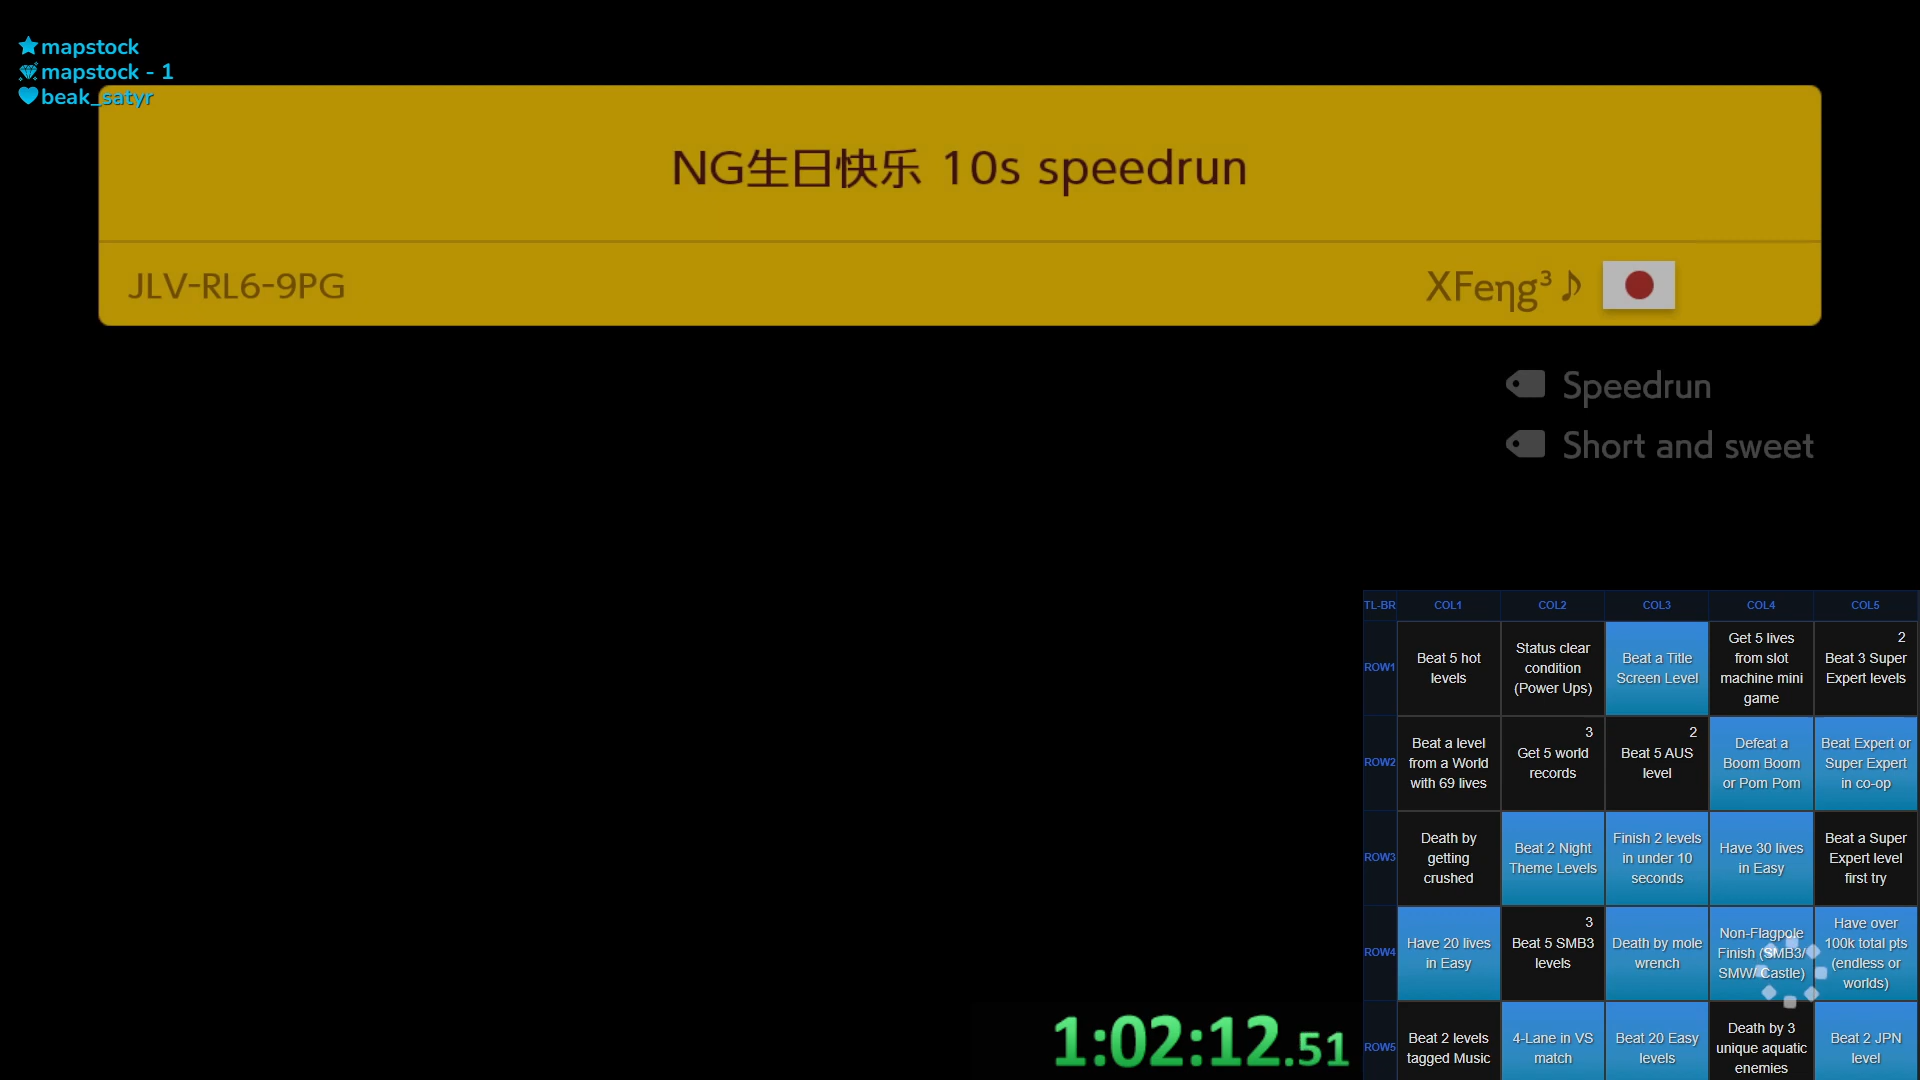 mapstock
mapstock - 1
beak_satyr
NG生日快乐 10s speedrun
JLV-RL6-9PG
XFeηg³♪
Speedrun
Short and sweet
TL-BR COL1 COL2 COL3 COL4 COL5
ROW1
Beat 5 hot
levels
Status clear
condition
(Power Ups)
Beat a Title
Screen Level
Get 5 lives
from slot
machine mini
game
2
Beat 3 Super
Expert levels
ROW2
Beat a level
from a World
with 69 lives
3
Get 5 world
records
2
Beat 5 AUS
level
Defeat a
Boom Boom
or Pom Pom
Beat Expert or
Super Expert
in co-op
ROW3
Death by
getting
crushed
Beat 2 Night
Theme Levels
Finish 2 levels
in under 10
seconds
Have 30 lives
in Easy
Beat a Super
Expert level
first try
ROW4
Have 20 lives
in Easy
3
Beat 5 SMB3
levels
Death by mole
wrench
Non-Flagpole
Finish (SMB3/
SMW/ Castle)
Have over
100k total pts
(endless or
worlds)
ROW5
Beat 2 levels
tagged Music
4-Lane in VS
match
Beat 20 Easy
levels
Death by 3
unique aquatic
enemies
Beat 2 JPN
level
1:02:12.51